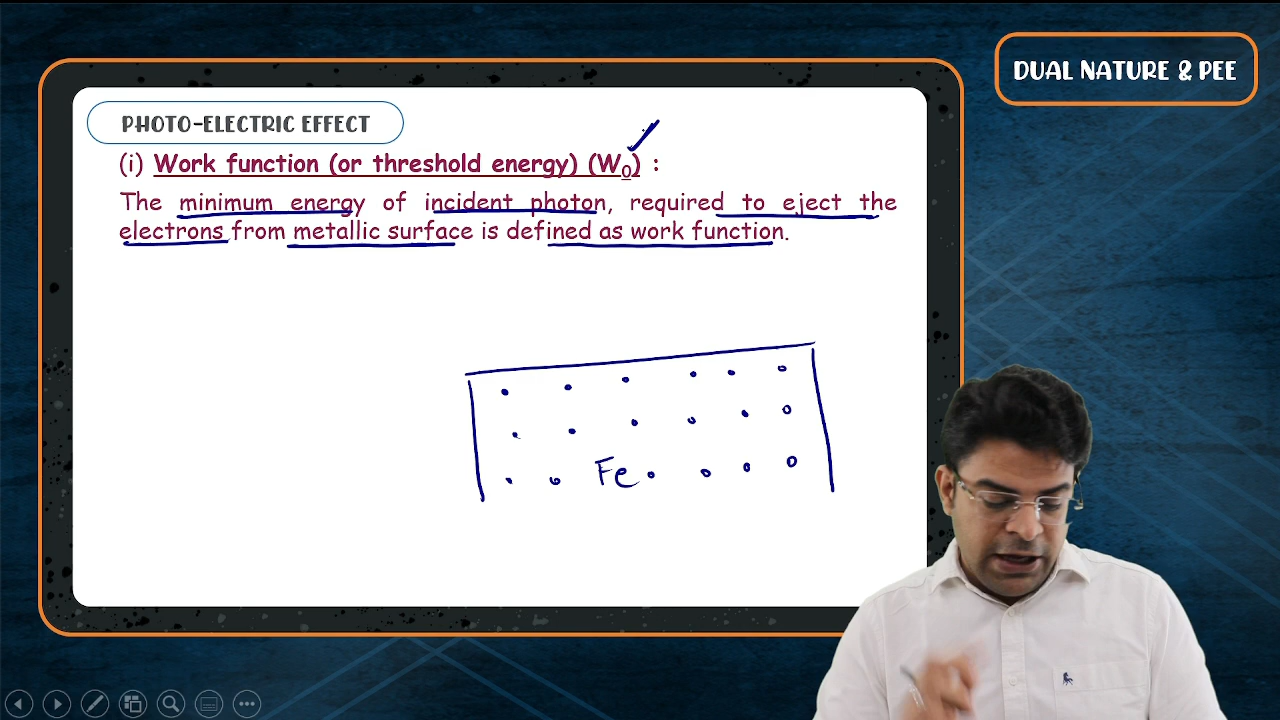 DUAL NATURE & PEE
PHOTO-ELECTRIC EFFECT
(i) Work function (or threshold energy) (W₀) :
The minimum energy of incident photon, required to eject the
electrons from metallic surface is defined as work function.
Fe